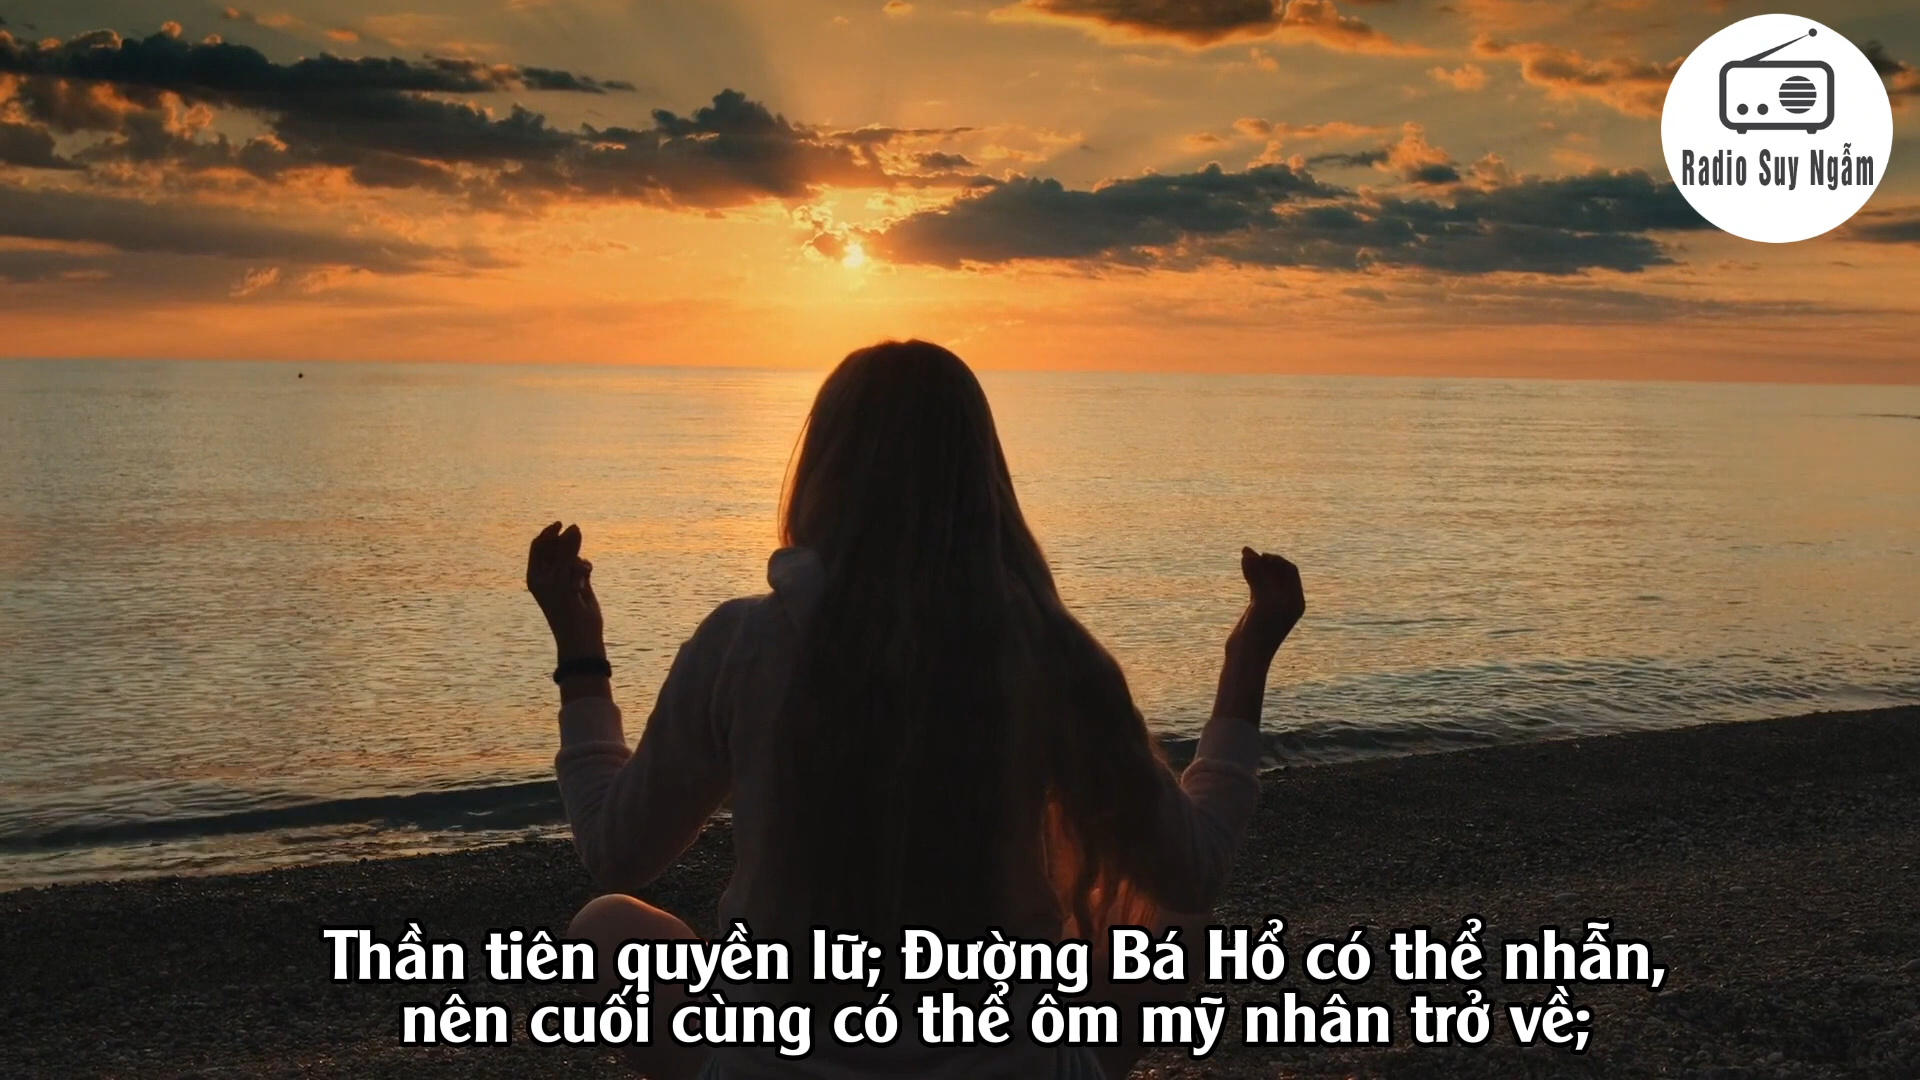 Radio Suy Ngẫm
Thần tiên quyền lữ; Đường Bá Hổ có thể nhẫn,
nên cuối cùng có thể ôm mỹ nhân trở về;